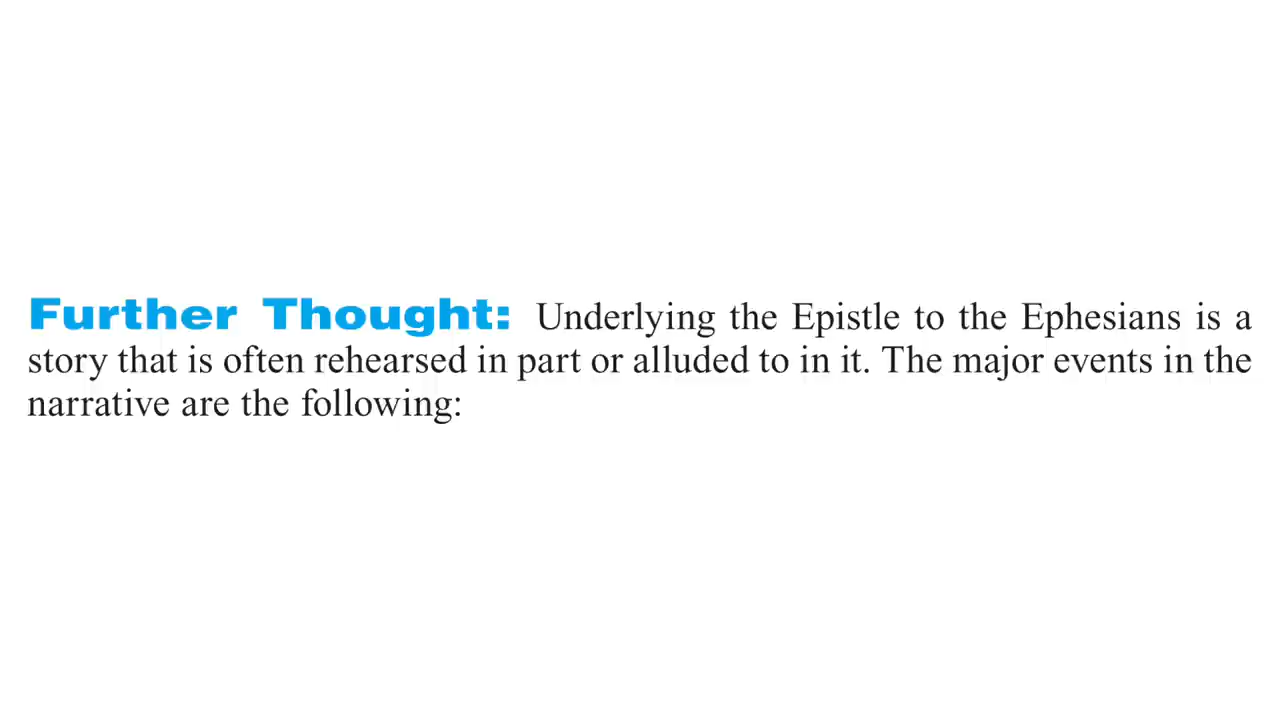 Further Thought: Underlying the Epistle to the Ephesians is a
story that is often rehearsed in part or alluded to in it. The major events in the
narrative are the following: